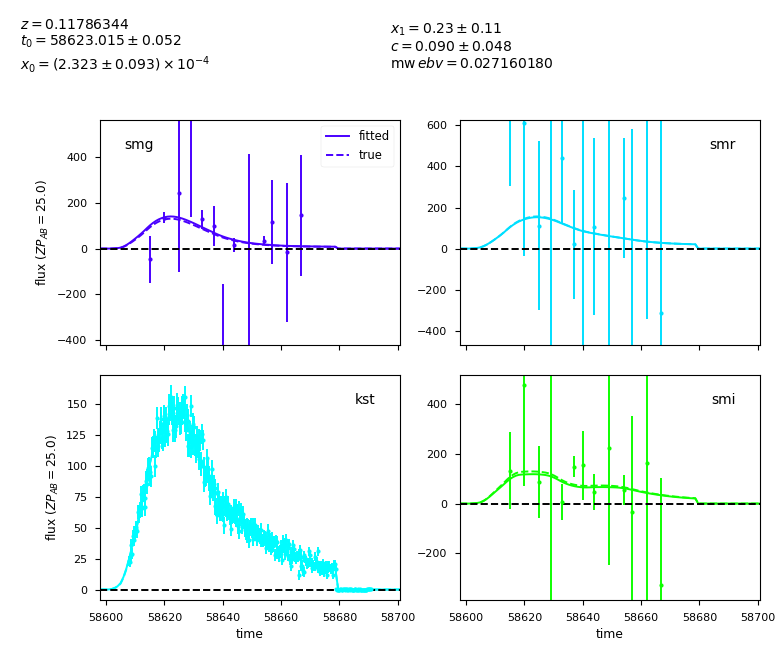 z = 0.11786344
t₀ = 58623.015 ± 0.052
x₀ = (2.323 ± 0.093) × 10⁻⁴
x₁ = 0.23 ± 0.11
c = 0.090 ± 0.048
mw ebv = 0.027160180
smg
fitted
true
400
200
0
−200
−400
flux (ZP_AB = 25.0)
smr
600
400
200
0
−200
−400
kst
150
125
100
75
50
25
0
flux (ZP_AB = 25.0)
58600 58620 58640 58660 58680 58700
time
smi
400
200
0
−200
58600 58620 58640 58660 58680 58700
time